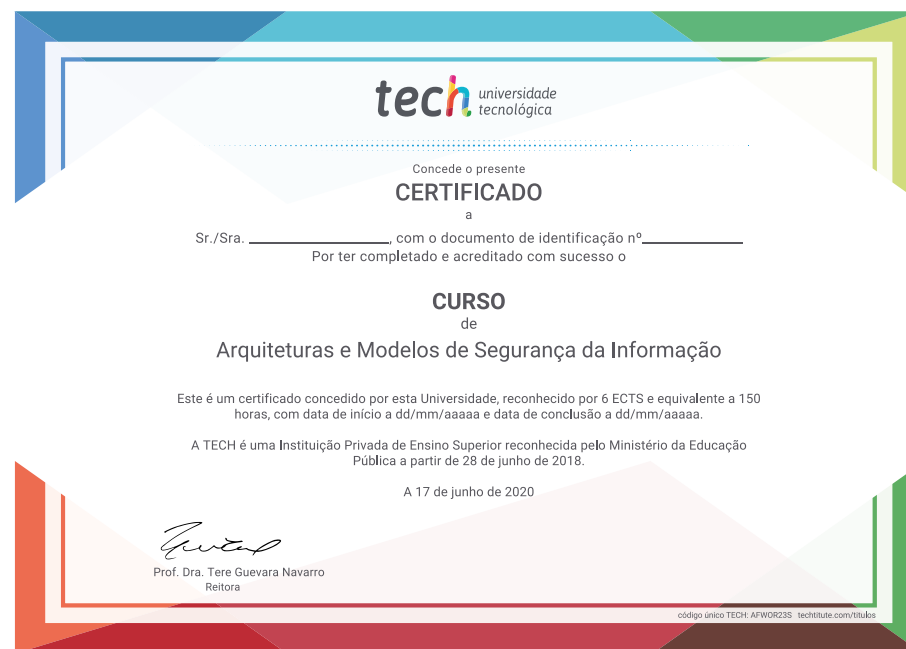 tech universidade
tecnológica
Concede o presente
CERTIFICADO
a
Sr./Sra. ____________________, com o documento de identificação nº______________
Por ter completado e acreditado com sucesso o
CURSO
de
Arquiteturas e Modelos de Segurança da Informação
Este é um certificado concedido por esta Universidade, reconhecido por 6 ECTS e equivalente a 150
horas, com data de início a dd/mm/aaaaa e data de conclusão a dd/mm/aaaaa.
A TECH é uma Instituição Privada de Ensino Superior reconhecida pelo Ministério da Educação
Pública a partir de 28 de junho de 2018.
A 17 de junho de 2020
Prof. Dra. Tere Guevara Navarro
Reitora
código único TECH: AFWOR23S techtitute.com/titulos